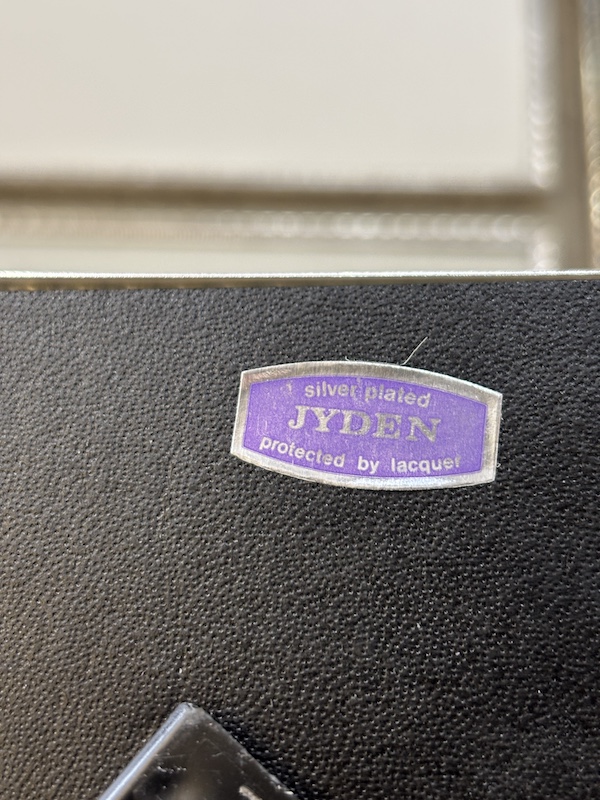 silver plated
JYDEN
protected by lacquer